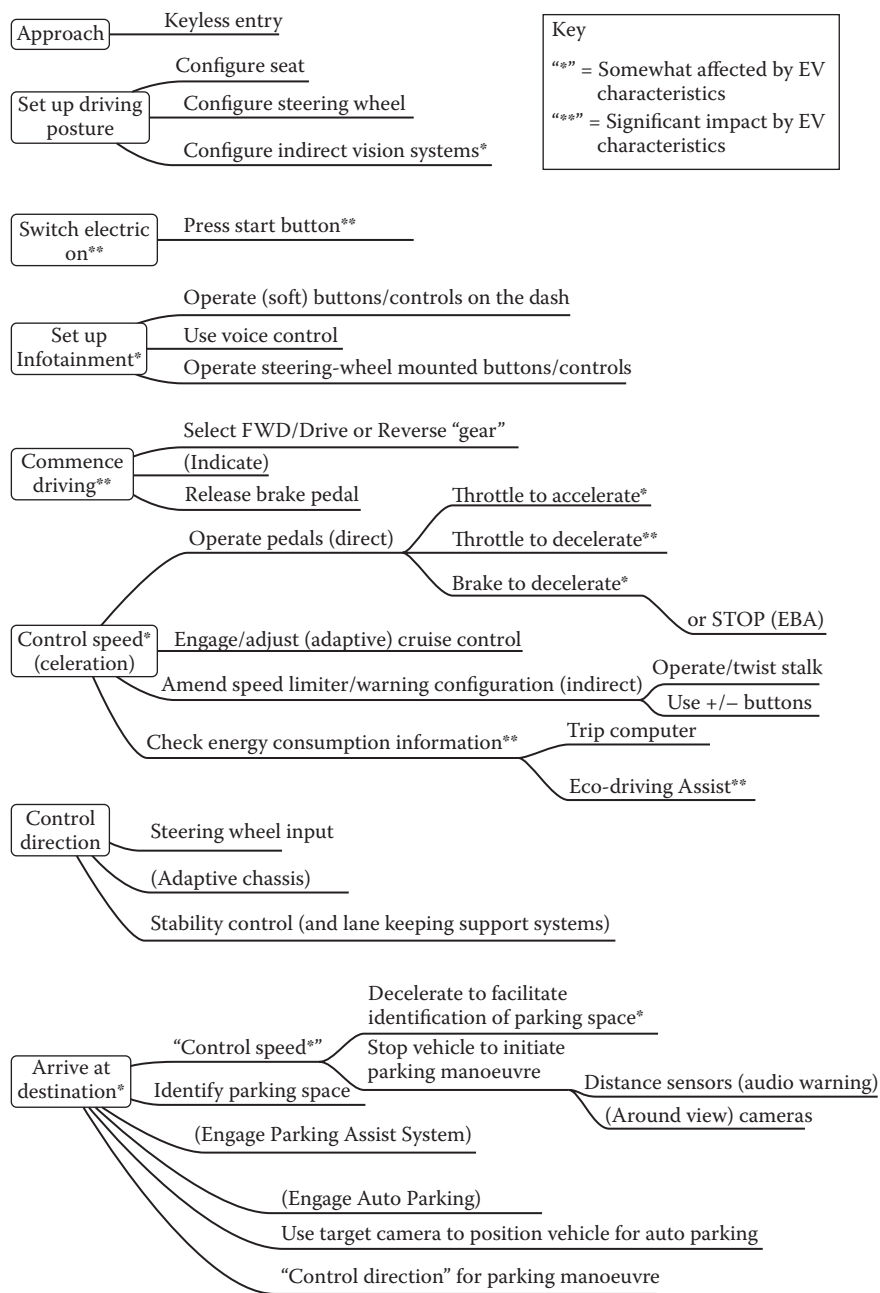 Approach
Keyless entry
Key
“*” = Somewhat affected by EV
characteristics
“**” = Significant impact by EV
characteristics
Set up driving
posture
Configure seat
Configure steering wheel
Configure indirect vision systems*
Switch electric
on**
Press start button**
Set up
Infotainment*
Operate (soft) buttons/controls on the dash
Use voice control
Operate steering-wheel mounted buttons/controls
Commence
driving**
Select FWD/Drive or Reverse “gear”
(Indicate)
Release brake pedal
Control speed*
(celeration)
Operate pedals (direct)
Throttle to accelerate*
Throttle to decelerate**
Brake to decelerate*
or STOP (EBA)
Engage/adjust (adaptive) cruise control
Amend speed limiter/warning configuration (indirect)
Operate/twist stalk
Use +/– buttons
Check energy consumption information**
Trip computer
Eco-driving Assist**
Control
direction
Steering wheel input
(Adaptive chassis)
Stability control (and lane keeping support systems)
Arrive at
destination*
“Control speed*”
Decelerate to facilitate
identification of parking space*
Stop vehicle to initiate
parking manoeuvre
Distance sensors (audio warning)
(Around view) cameras
Identify parking space
(Engage Parking Assist System)
(Engage Auto Parking)
Use target camera to position vehicle for auto parking
“Control direction” for parking manoeuvre